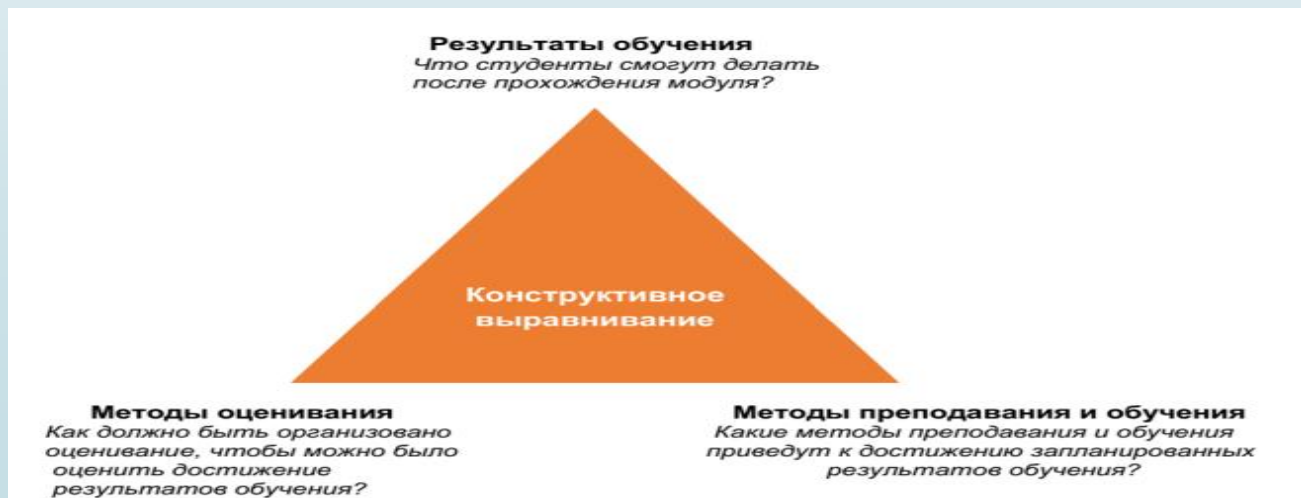 Результаты обучения
Что студенты смогут делать
после прохождения модуля?
Конструктивное
выравнивание
Методы оценивания
Как должно быть организовано
оценивание, чтобы можно было
оценить достижение
результатов обучения?
Методы преподавания и обучения
Какие методы преподавания и обучения
приведут к достижению запланированных
результатов обучения?